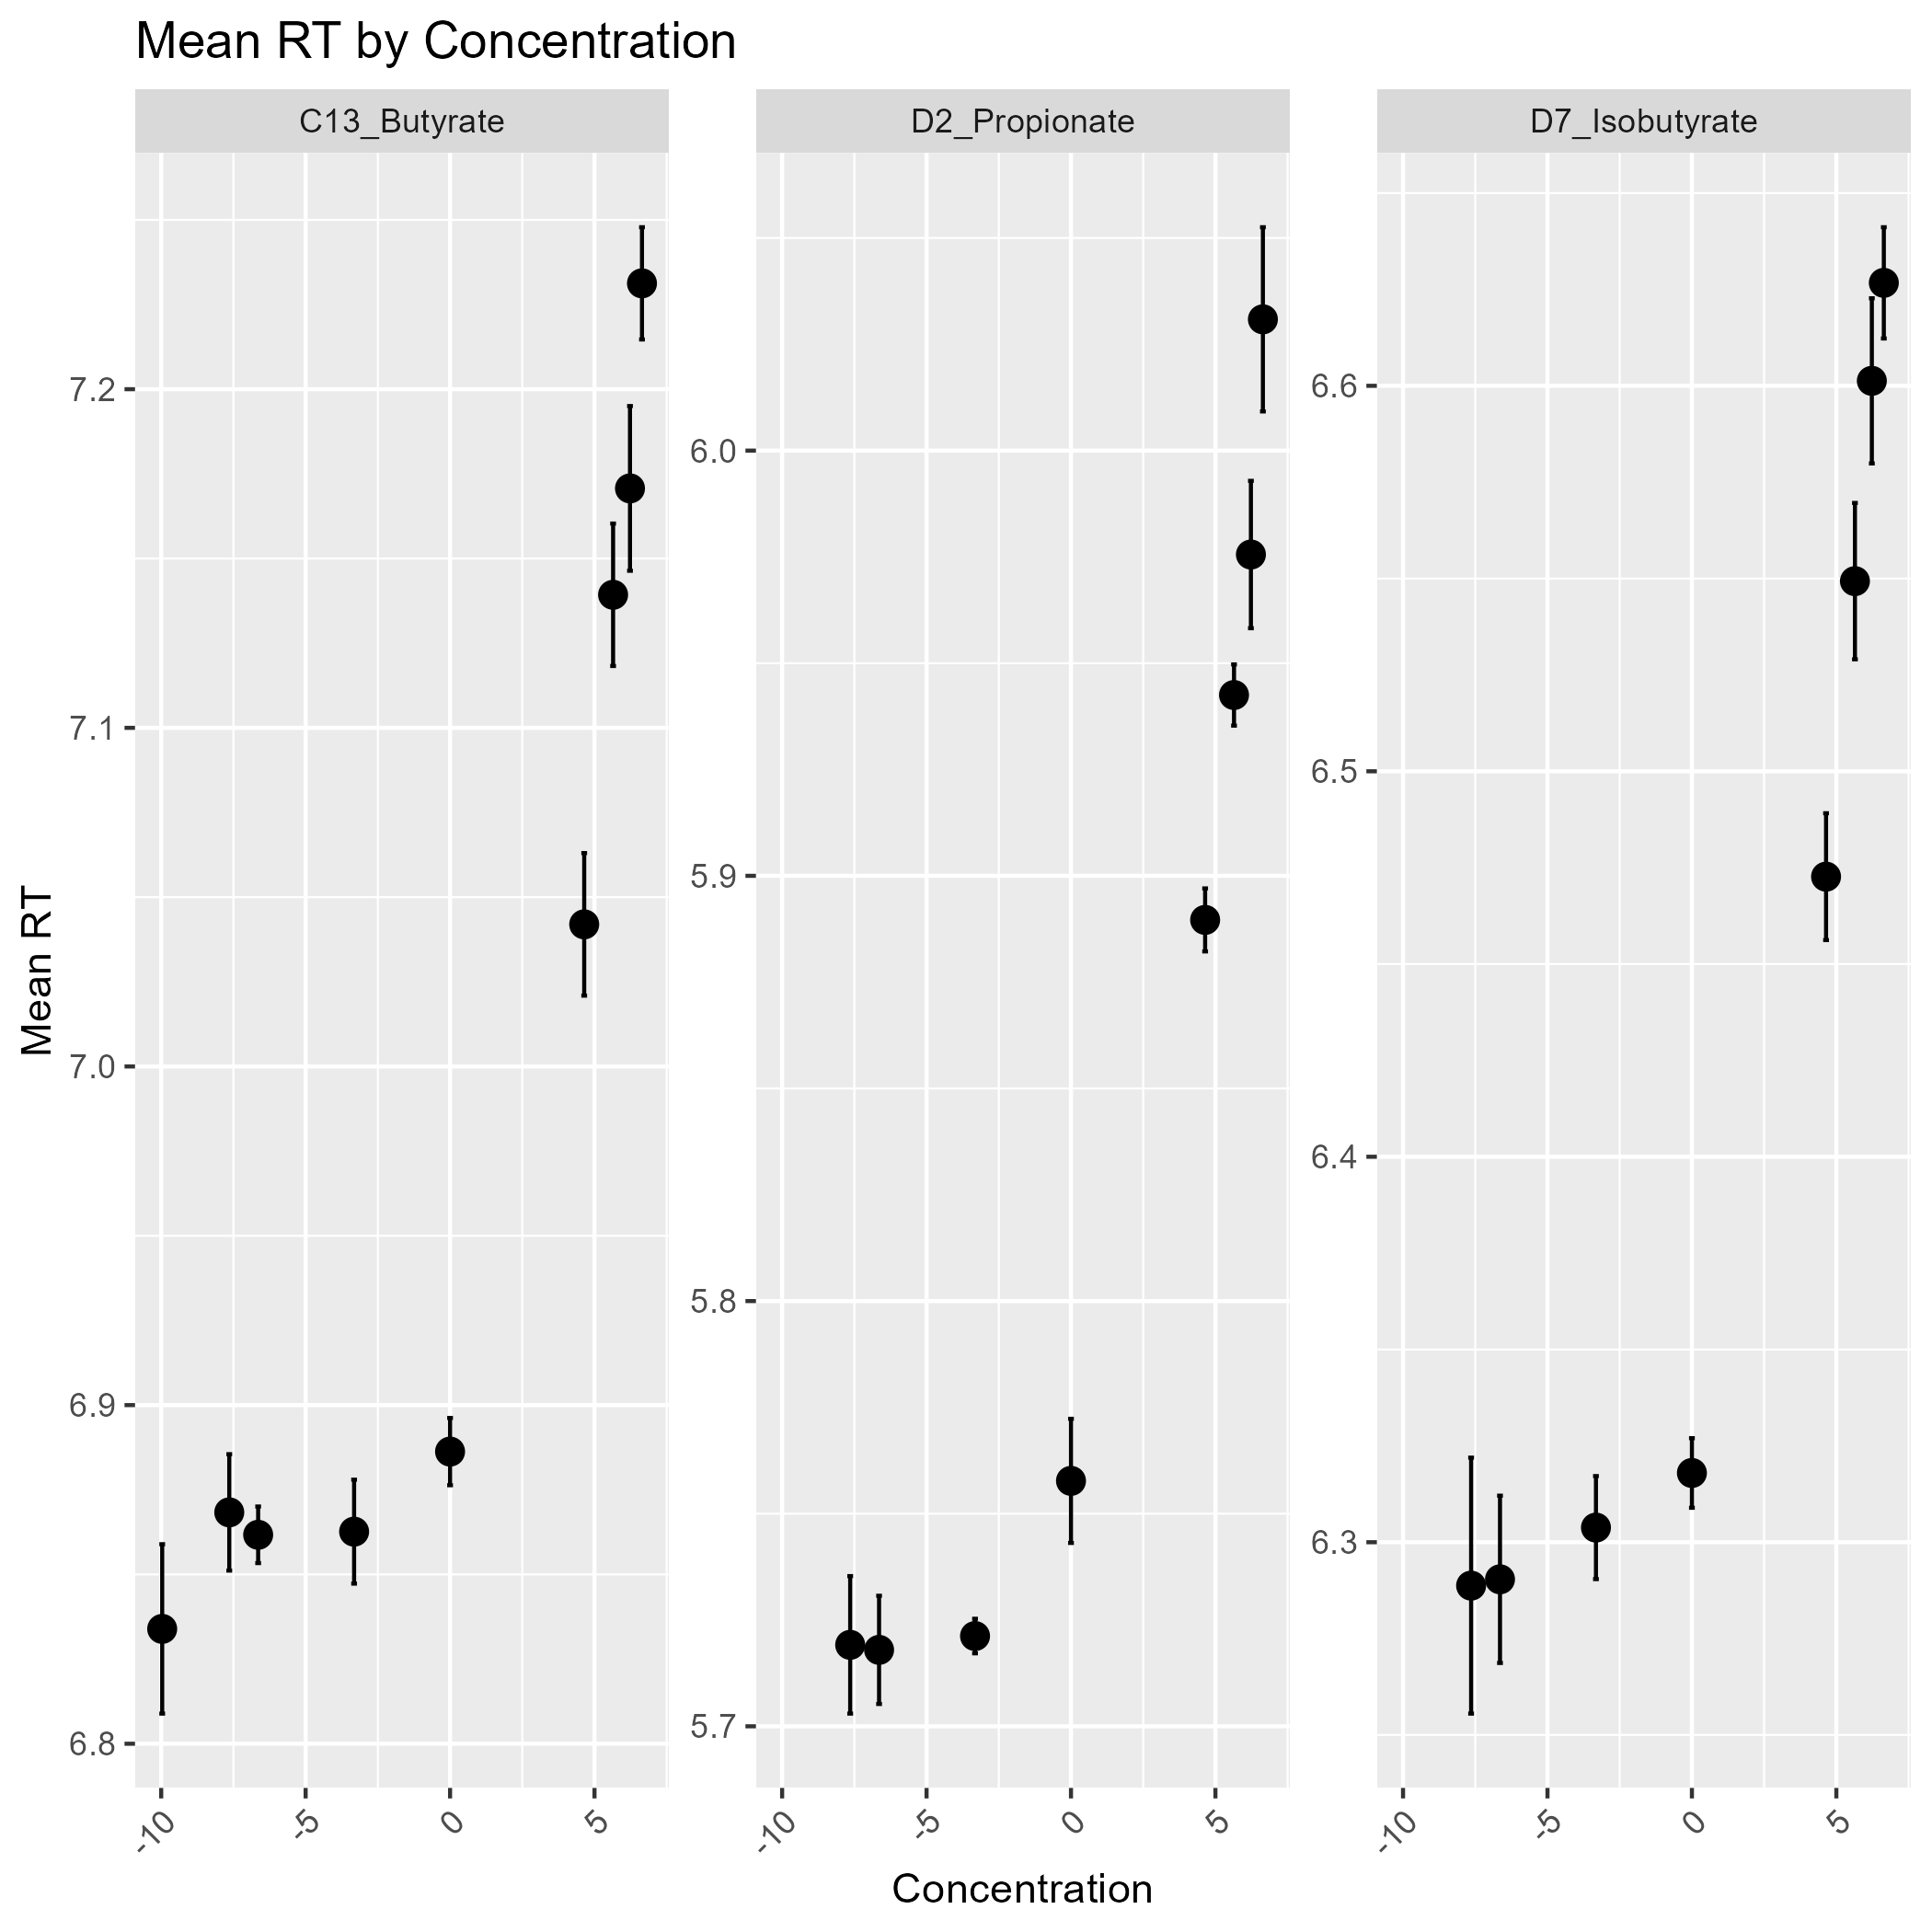 Mean RT by Concentration
C13_Butyrate
D2_Propionate
D7_Isobutyrate
Mean RT
7.2
7.1
7.0
6.9
6.8
6.0
5.9
5.8
5.7
6.6
6.5
6.4
6.3
-10 -5 0 5
-10 -5 0 5
-10 -5 0 5
Concentration